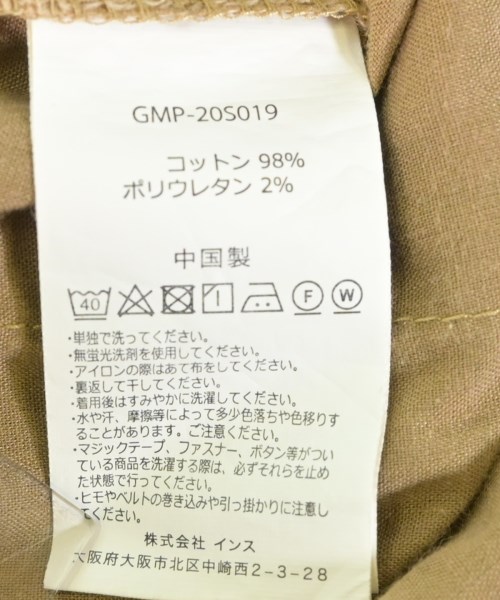 GMP-20S019
コットン 98%
ポリウレタン 2%
中国製
40 F W
・単独で洗ってください。
・無蛍光洗剤を使用してください。
・アイロンの際はあて布をしてください。
・裏返して干してください。
・着用後はすみやかに洗濯してください。
・水や汗、摩擦等によって多少色落ちや色移りす
ることがあります。ご注意ください。
・マジックテープ、ファスナー、ボタン等がつい
ている商品を洗濯する際は、必ずそれらを止め
た状態で行ってください。
・ヒモやベルトの巻き込みや引っ掛かりに注意し
てください。
株式会社 インス
大阪府大阪市北区中崎西2-3-28